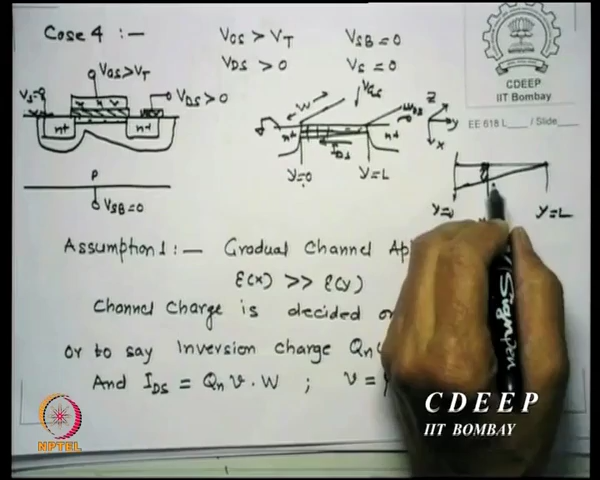 Case 4 :—
VGS > VT VSB = 0
VDS > 0 VS = 0
VGS>VT
VS=
VDS>0
n+ n+
P
VSB=0
W
VGS
VDS
n+ n+
IDS
y=0 y=L
Z
y
x
y=0
y=L
CDEEP
IIT Bombay
EE 618 L___ / Slide___
Assumption 1 :— Gradual Channel Ap
E(x) >> E(y)
Channel Charge is decided
or to say Inversion charge Qn
And IDS = Qn v . W ; v =
SignPen
CDEEP
IIT BOMBAY
NPTEL